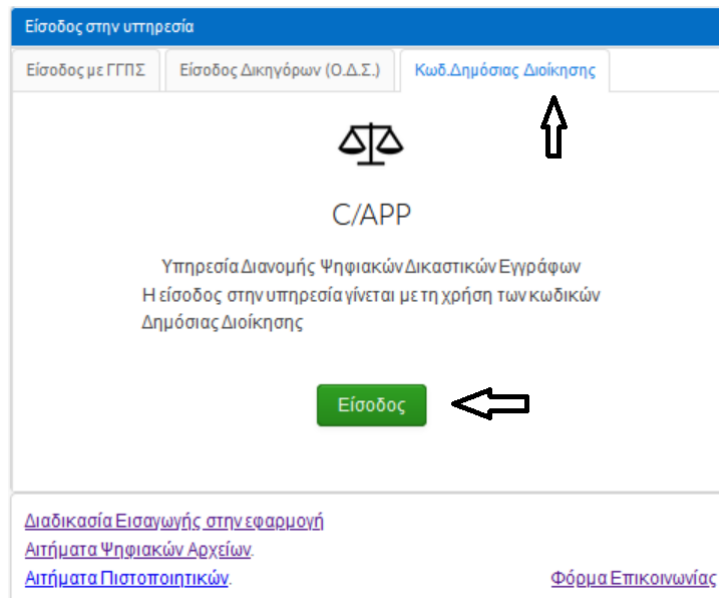 Είσοδος στην υπηρεσία
Είσοδος με ΓΓΠΣ
Είσοδος Δικηγόρων (Ο.Δ.Σ.)
Κωδ.Δημόσιας Διοίκησης
C/APP
Υπηρεσία Διανομής Ψηφιακών Δικαστικών Εγγράφων
Η είσοδος στην υπηρεσία γίνεται με τη χρήση των κωδικών
Δημόσιας Διοίκησης
Είσοδος
Διαδικασία Εισαγωγής στην εφαρμογή
Αιτήματα Ψηφιακών Αρχείων.
Αιτήματα Πιστοποιητικών.
Φόρμα Επικοινωνίας